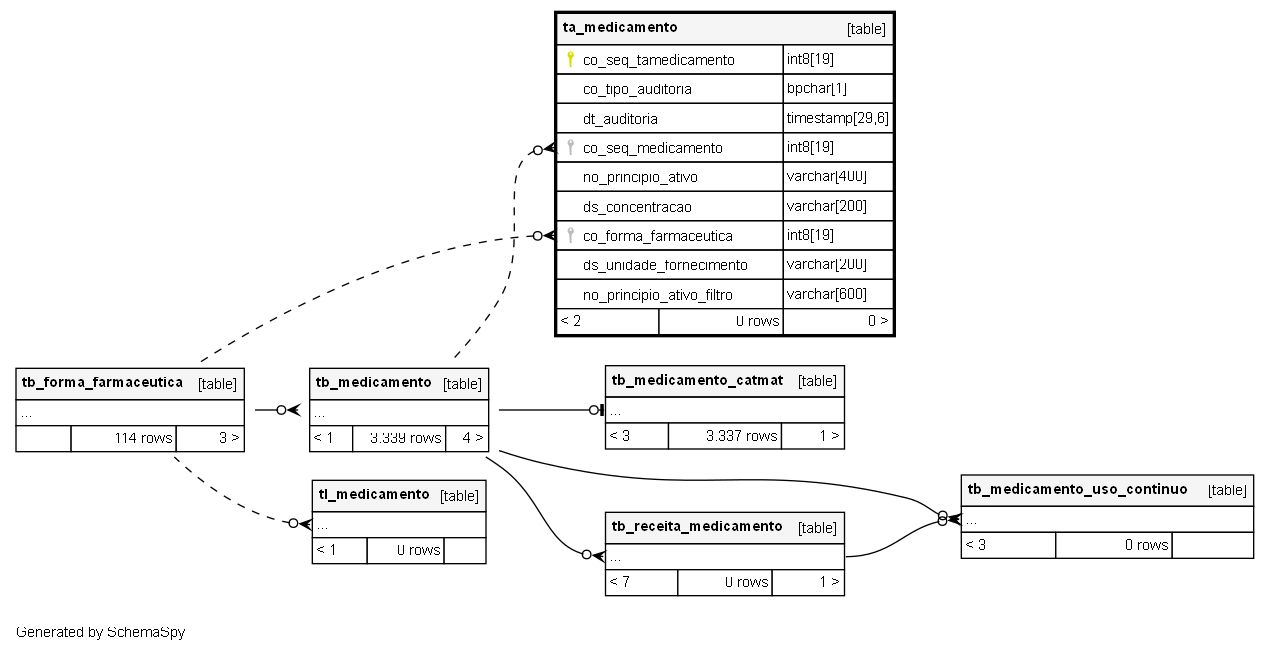 ta_medicamento [table]
co_seq_tamedicamento int8[19]
co_tipo_auditoria bpchar[1]
dt_auditoria timestamp[29,6]
co_seq_medicamento int8[19]
no_principio_ativo varchar[400]
ds_concentracao varchar[200]
co_forma_farmaceutica int8[19]
ds_unidade_fornecimento varchar[200]
no_principio_ativo_filtro varchar[600]
< 2 0 rows 0 >
tb_forma_farmaceutica [table]
...
114 rows 3 >
tb_medicamento [table]
...
< 1 3.339 rows 4 >
tb_medicamento_catmat [table]
...
< 3 3.337 rows 1 >
tl_medicamento [table]
...
< 1 0 rows
tb_receita_medicamento [table]
...
< 7 0 rows 1 >
tb_medicamento_uso_continuo [table]
...
< 3 0 rows
Generated by SchemaSpy